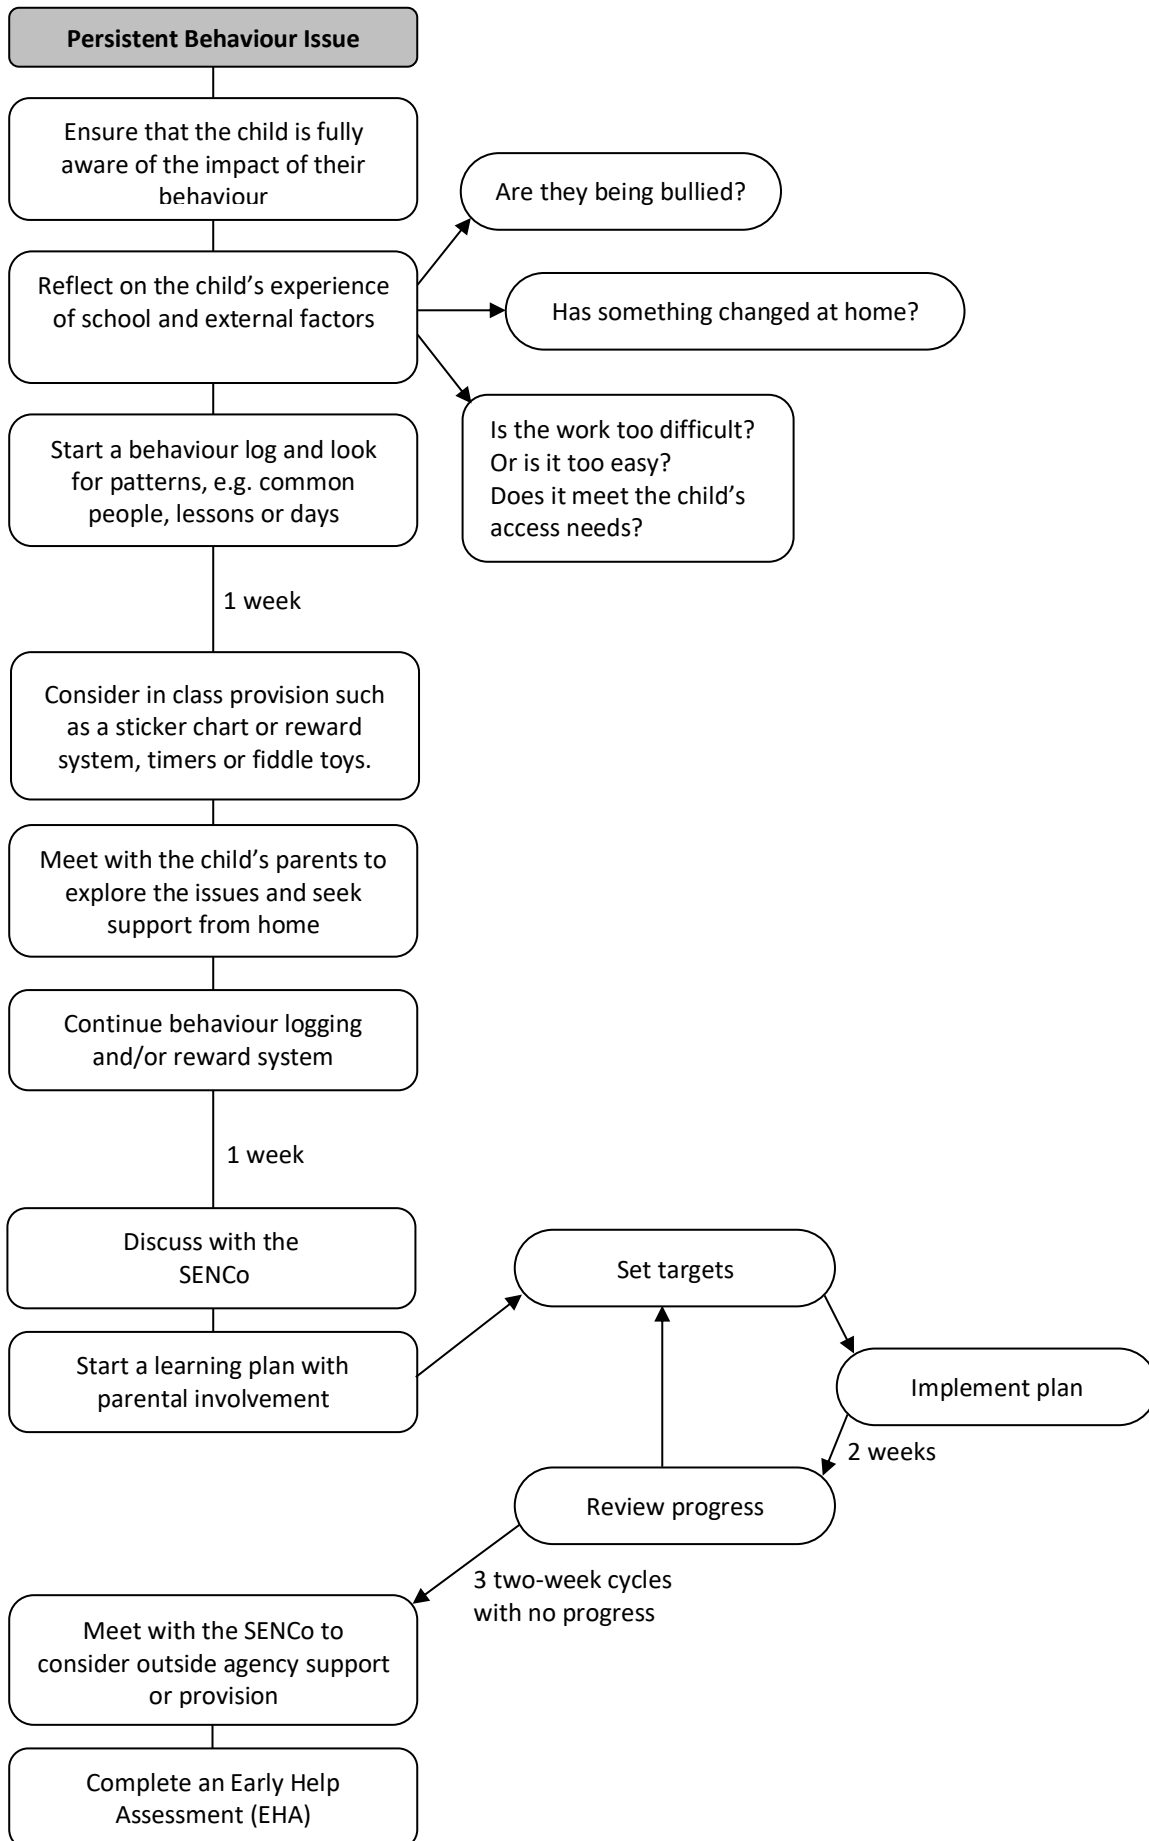 Persistent Behaviour Issue
Ensure that the child is fully
aware of the impact of their
behaviour
Are they being bullied?
Reflect on the child’s experience
of school and external factors
Has something changed at home?
Is the work too difficult?
Or is it too easy?
Does it meet the child’s
access needs?
Start a behaviour log and look
for patterns, e.g. common
people, lessons or days
1 week
Consider in class provision such
as a sticker chart or reward
system, timers or fiddle toys.
Meet with the child’s parents to
explore the issues and seek
support from home
Continue behaviour logging
and/or reward system
1 week
Discuss with the
SENCo
Set targets
Start a learning plan with
parental involvement
Implement plan
2 weeks
Review progress
3 two-week cycles
with no progress
Meet with the SENCo to
consider outside agency support
or provision
Complete an Early Help
Assessment (EHA)